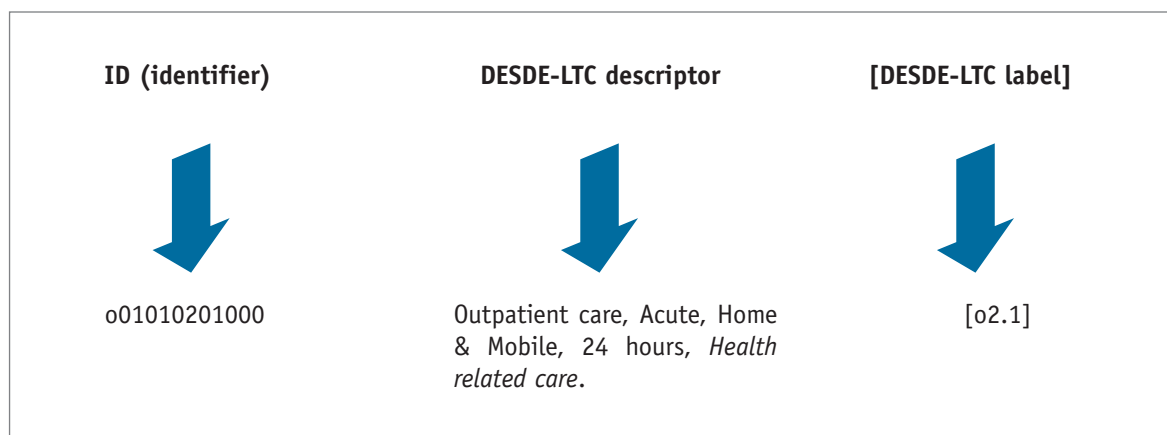 ID (identifier)
DESDE-LTC descriptor
[DESDE-LTC label]
o01010201000
Outpatient care, Acute, Home
& Mobile, 24 hours, Health
related care.
[o2.1]